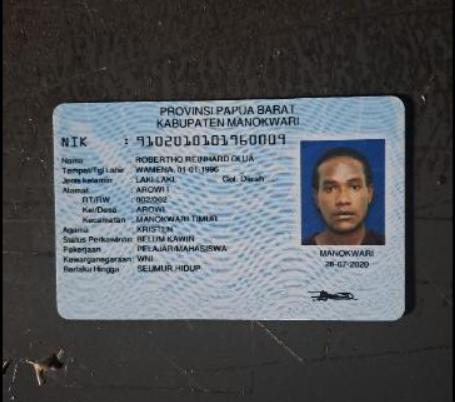 PROVINSI PAPUA BARAT
KABUPATEN MANOKWARI
NIK : 9102010101960009
Nama : ROBERTHO REINHARD OLUA
Tempat/Tgl Lahir : WAMENA, 01-01-1996
Jenis kelamin : LAKI-LAKI Gol. Darah
Alamat : AROWI I
RT/RW : 002/002
Kel/Desa : AROWI
Kecamatan : MANOKWARI TIMUR
Agama : KRISTEN
Status Perkawinan: BELUM KAWIN
Pekerjaan : PELAJAR/MAHASISWA
Kewarganegaraan: WNI
Berlaku Hingga : SEUMUR HIDUP
MANOKWARI
28-07-2020